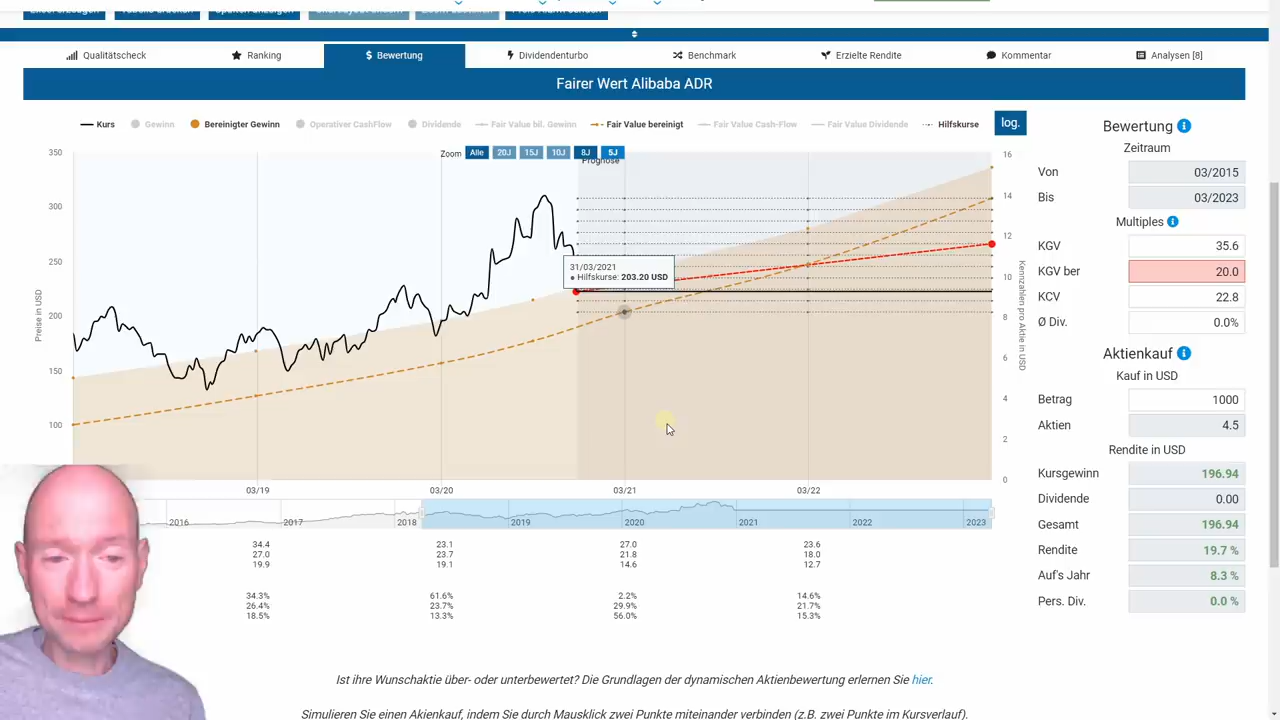 Qualitätscheck
Ranking
Bewertung
Dividendenturbo
Benchmark
Erzielte Rendite
Kommentar
Analysen [8]
Fairer Wert Alibaba ADR
Kurs
Gewinn
Bereinigter Gewinn
Operativer CashFlow
Dividende
Fair Value bil. Gewinn
Fair Value bereinigt
Fair Value Cash-Flow
Fair Value Dividende
Hilfskurse
log.
Zoom
Alle
20J
15J
10J
8J
5J
Prognose
350
300
250
200
150
100
Preise in USD
16
14
12
10
8
6
4
2
0
Kennzahlen pro Aktie in USD
31/03/2021
Hilfskurse: 203.20 USD
03/19
03/20
03/21
03/22
2016
2017
2018
2019
2020
2021
2022
2023
34.4 23.1 27.0 23.6
27.0 23.7 21.8 18.0
19.9 19.1 14.6 12.7
34.3% 61.6% 2.2% 14.6%
26.4% 23.7% 29.9% 21.7%
18.5% 13.3% 56.0% 15.3%
Bewertung
Zeitraum
Von 03/2015
Bis 03/2023
Multiples
KGV 35.6
KGV ber 20.0
KCV 22.8
Ø Div. 0.0%
Aktienkauf
Kauf in USD
Betrag 1000
Aktien 4.5
Rendite in USD
Kursgewinn 196.94
Dividende 0.00
Gesamt 196.94
Rendite 19.7 %
Auf's Jahr 8.3 %
Pers. Div. 0.0 %
Ist ihre Wunschaktie über- oder unterbewertet? Die Grundlagen der dynamischen Aktienbewertung erlernen Sie hier.
Simulieren Sie einen Akienkauf, indem Sie durch Mausklick zwei Punkte miteinander verbinden (z.B. zwei Punkte im Kursverlauf).